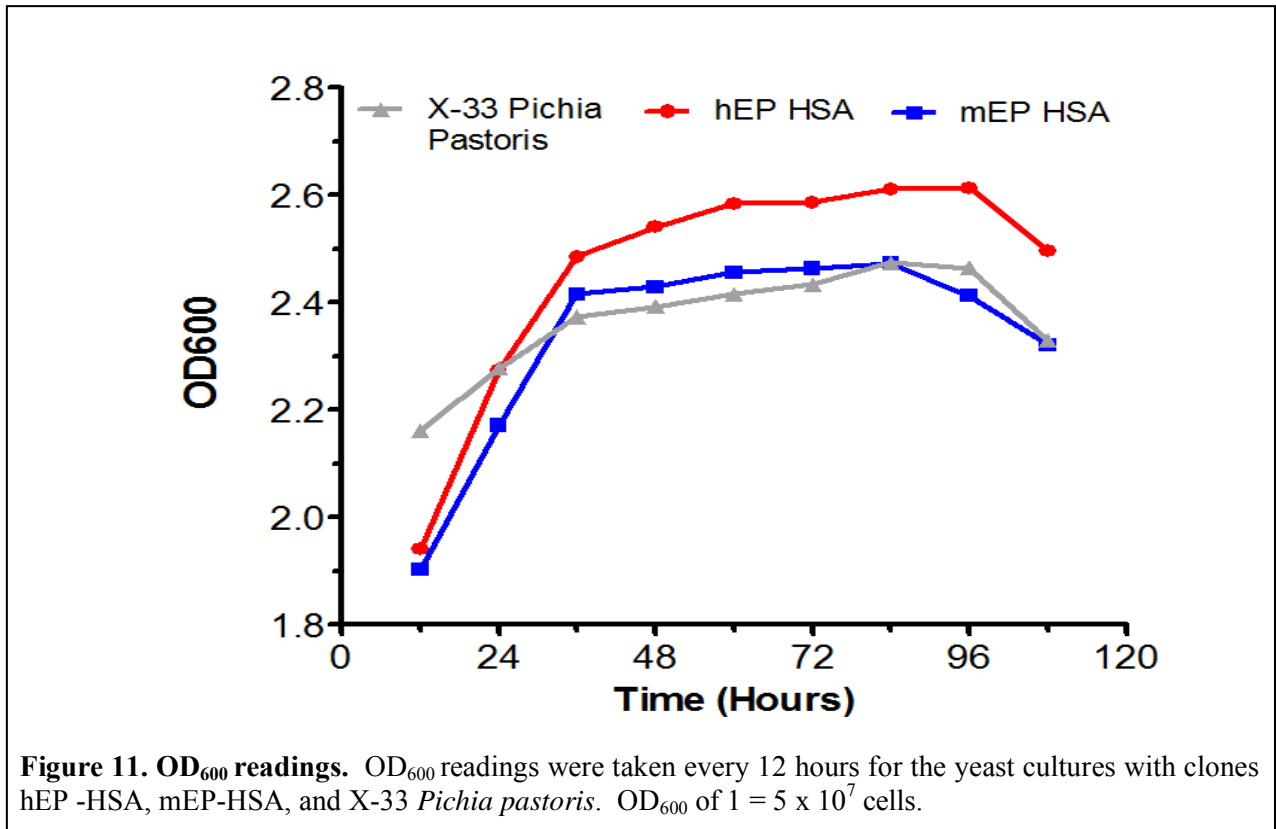 2.8
X-33 Pichia Pastoris
hEP HSA
mEP HSA
2.6
2.4
2.2
2.0
1.8
OD600
0 24 48 72 96 120
Time (Hours)
Figure 11. OD₆₀₀ readings. OD₆₀₀ readings were taken every 12 hours for the yeast cultures with clones
hEP -HSA, mEP-HSA, and X-33 Pichia pastoris. OD₆₀₀ of 1 = 5 x 10⁷ cells.